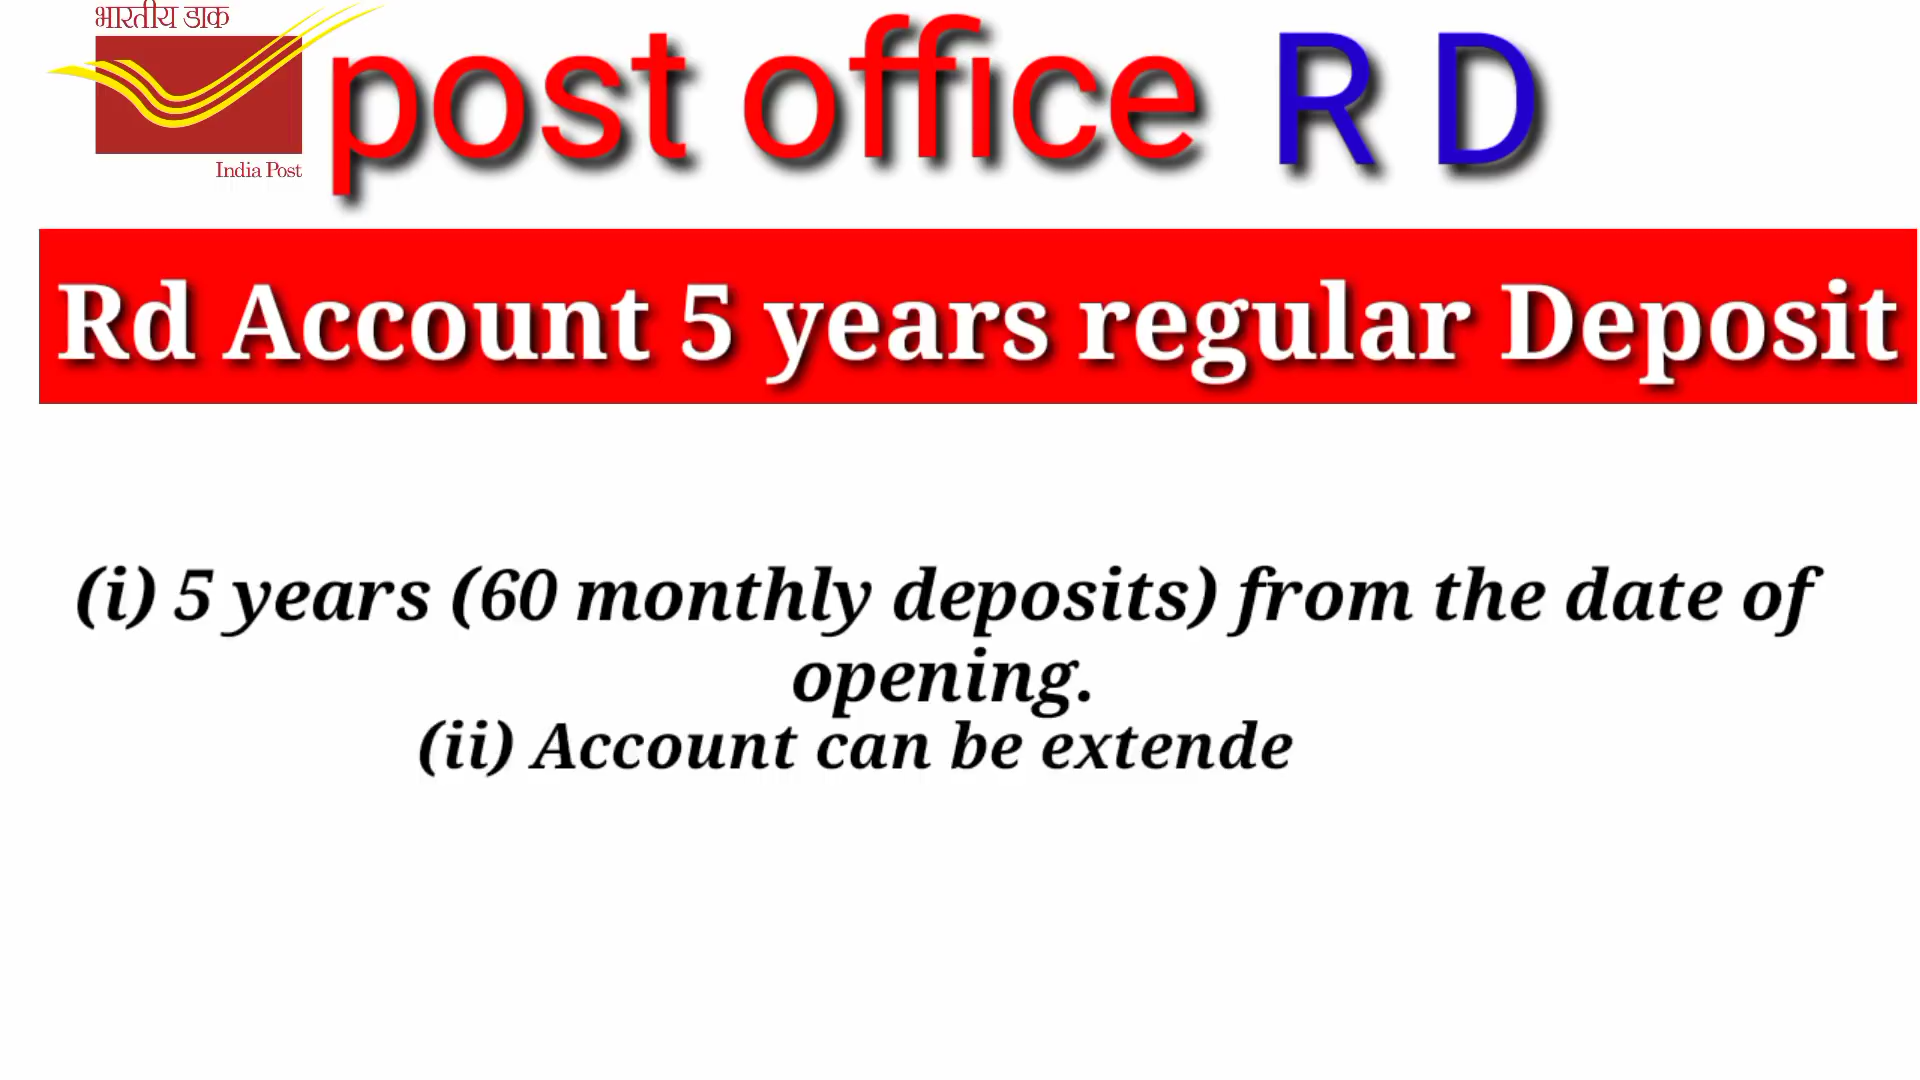 भारतीय डाक
India Post
post office R D
Rd Account 5 years regular Deposit
(i) 5 years (60 monthly deposits) from the date of
opening.
(ii) Account can be extende